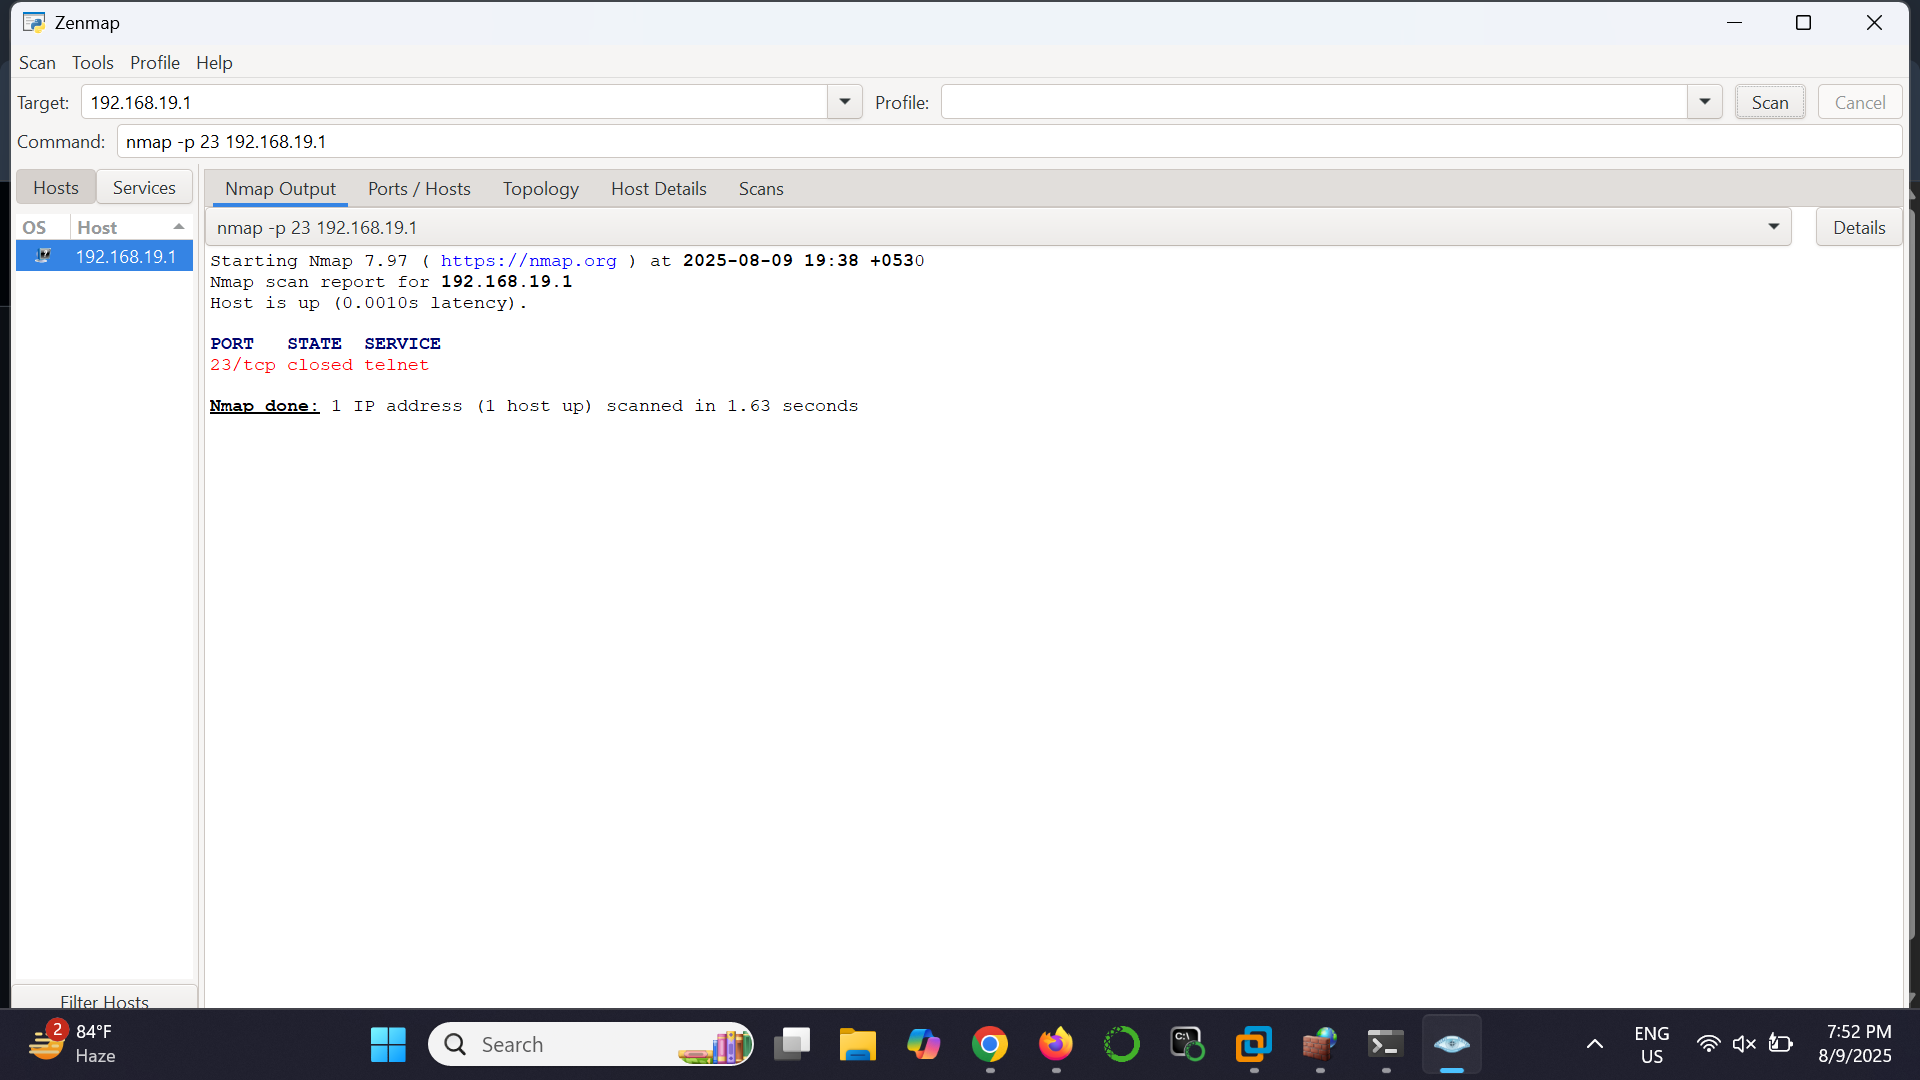 Zenmap
Scan Tools Profile Help
Target: 192.168.19.1 Profile: Scan Cancel
Command: nmap -p 23 192.168.19.1
Hosts Services Nmap Output Ports / Hosts Topology Host Details Scans
OS Host nmap -p 23 192.168.19.1 Details
192.168.19.1
Starting Nmap 7.97 ( https://nmap.org ) at 2025-08-09 19:38 +0530
Nmap scan report for 192.168.19.1
Host is up (0.0010s latency).
PORT STATE SERVICE
23/tcp closed telnet
Nmap done: 1 IP address (1 host up) scanned in 1.63 seconds
Filter Hosts
2 84°F
Haze
Search
C:\
ENG
US
7:52 PM
8/9/2025